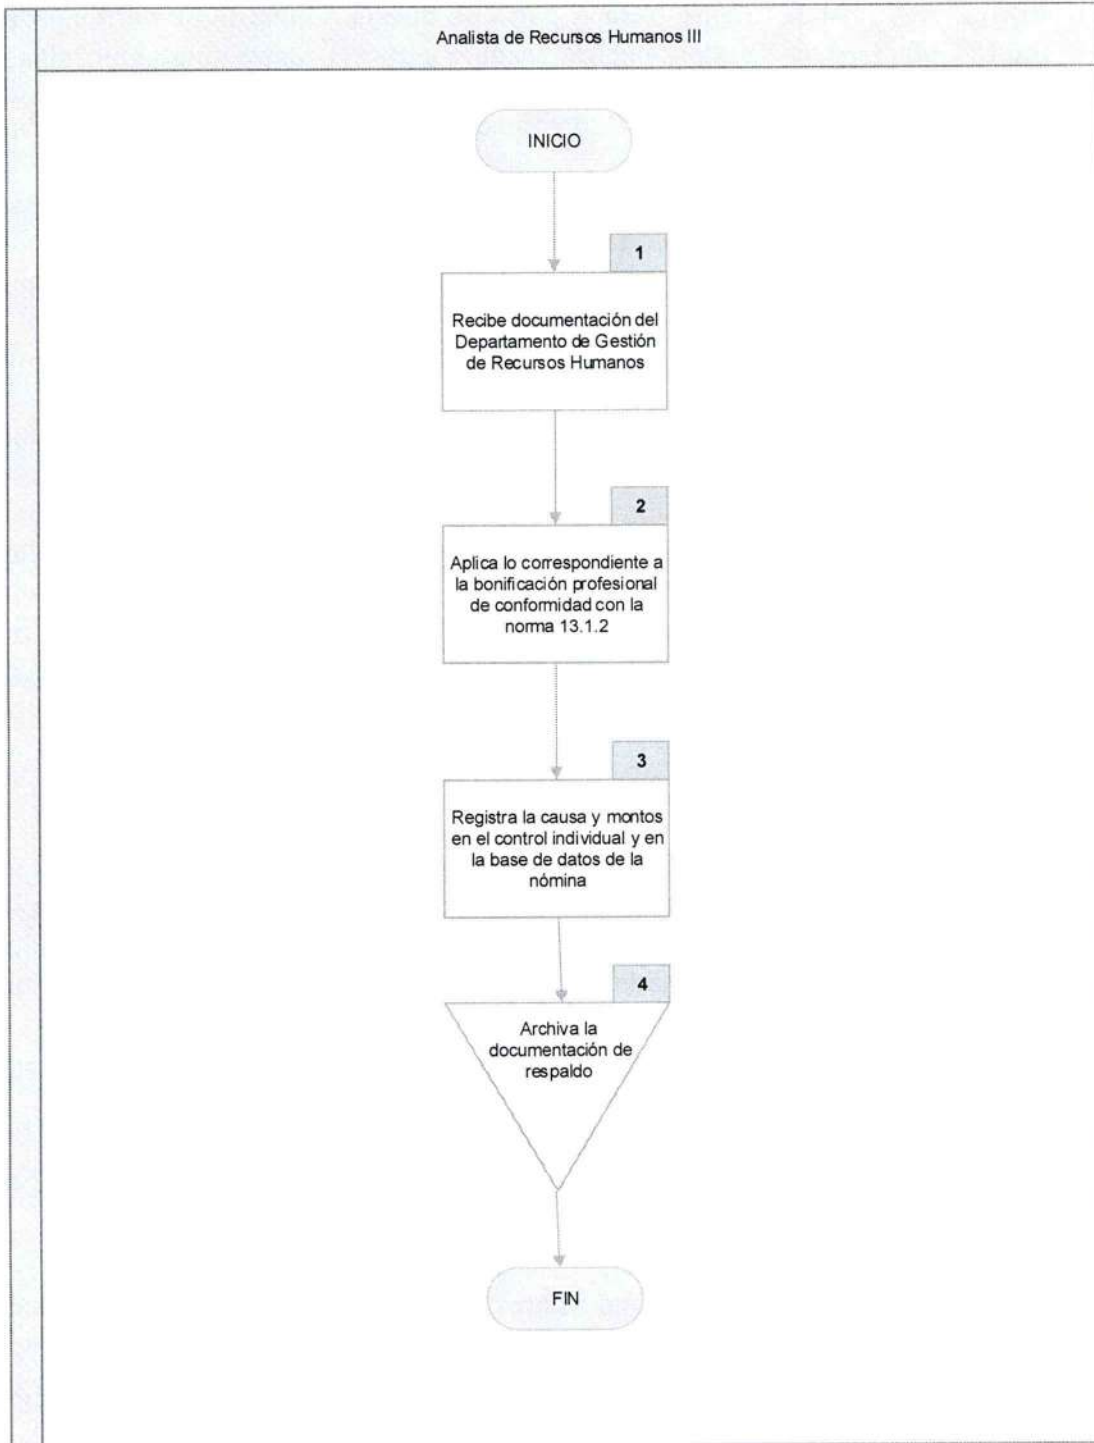 Analista de Recursos Humanos III
INICIO
1
Recibe documentación del
Departamento de Gestión
de Recursos Humanos
2
Aplica lo correspondiente a
la bonificación profesional
de conformidad con la
norma 13.1.2
3
Registra la causa y montos
en el control individual y en
la base de datos de la
nómina
4
Archiva la
documentación de
respaldo
FIN